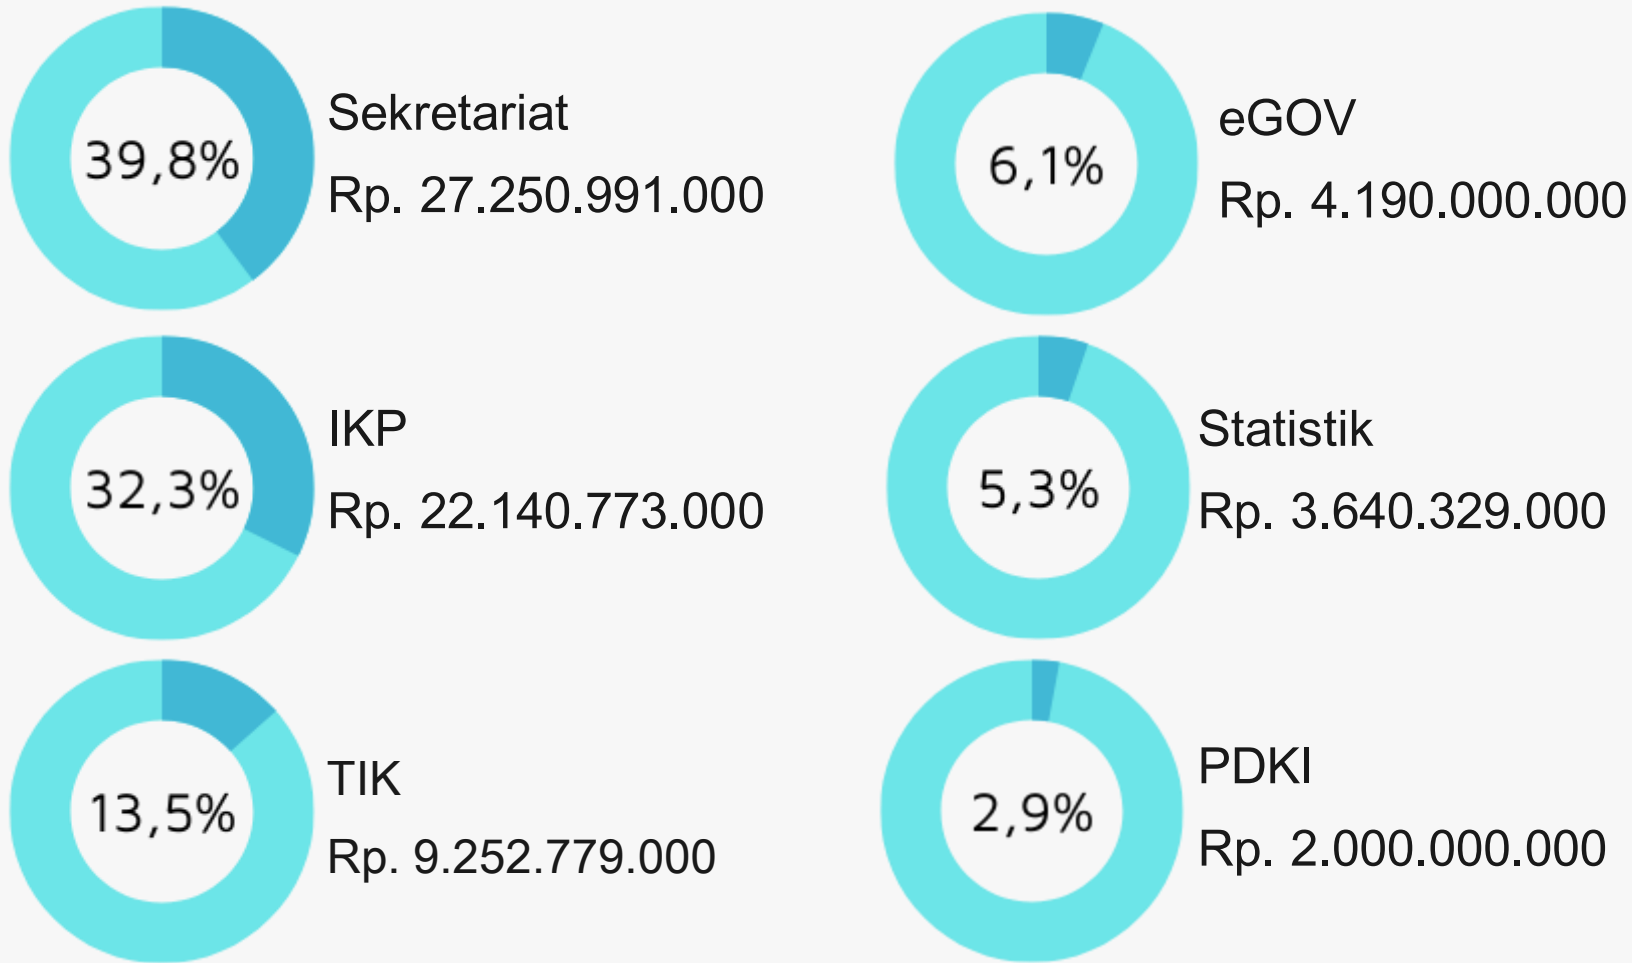 39,8%
Sekretariat
Rp. 27.250.991.000
6,1%
eGOV
Rp. 4.190.000.000
32,3%
IKP
Rp. 22.140.773.000
5,3%
Statistik
Rp. 3.640.329.000
13,5%
TIK
Rp. 9.252.779.000
2,9%
PDKI
Rp. 2.000.000.000